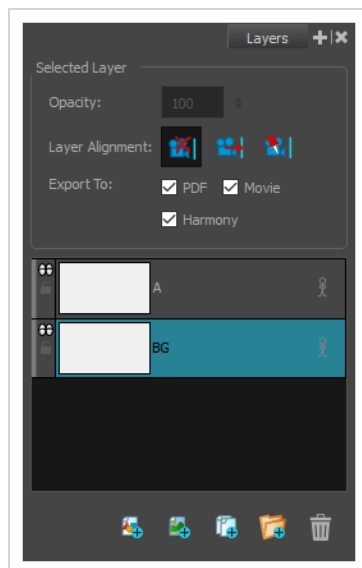 Layers
Selected Layer
Opacity: 100
Layer Alignment:
Export To: PDF Movie
Harmony
A
BG